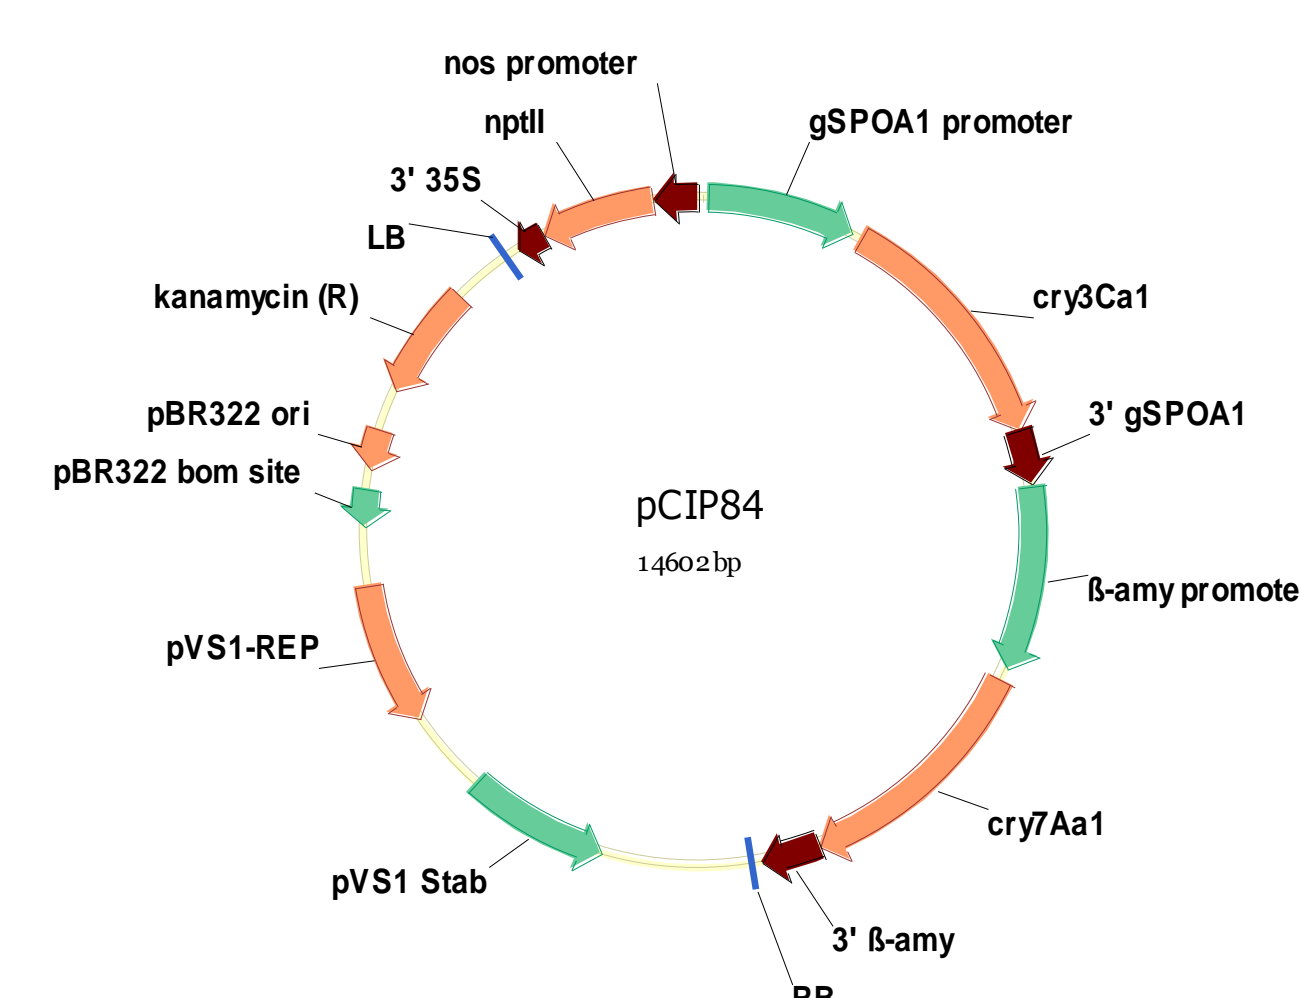 nos promoter
nptII
gSPOA1 promoter
3' 35S
LB
kanamycin (R)
cry3Ca1
pBR322 ori
3' gSPOA1
pBR322 bom site
pCIP84
14602 bp
ß-amy promote
pVS1-REP
cry7Aa1
pVS1 Stab
3' ß-amy